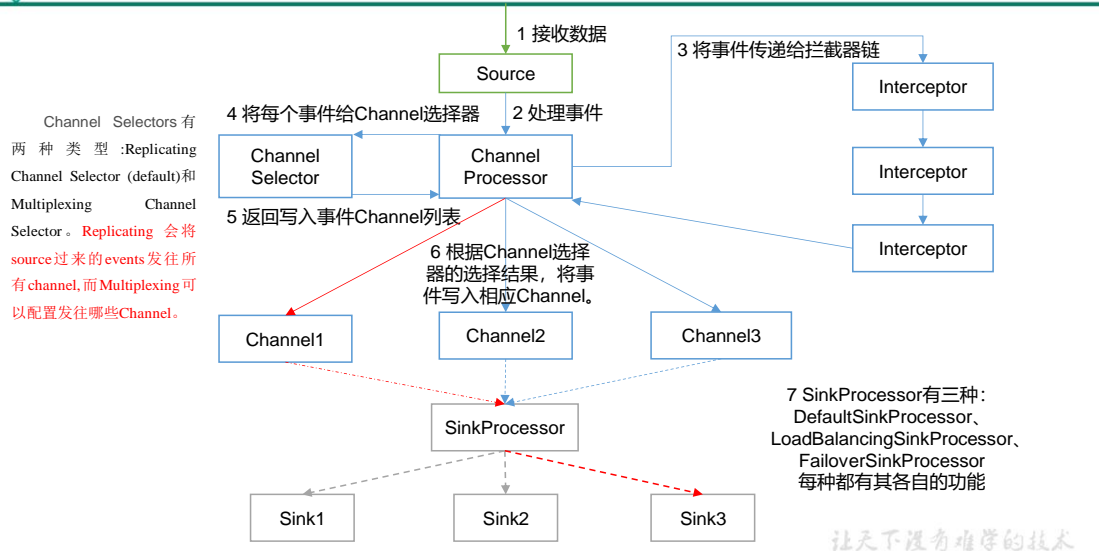 1 接收数据
Source
3 将事件传递给拦截器链
Interceptor
4 将每个事件给Channel选择器
2 处理事件
Channel Selectors有
两种类型:Replicating
Channel Selector (default)和
Multiplexing Channel
Selector。Replicating 会将
source过来的events发往所
有channel,而Multiplexing可
以配置发往哪些Channel。
Channel
Selector
Channel
Processor
Interceptor
5 返回写入事件Channel列表
Interceptor
6 根据Channel选择
器的选择结果，将事
件写入相应Channel。
Channel1
Channel2
Channel3
7 SinkProcessor有三种：
DefaultSinkProcessor、
LoadBalancingSinkProcessor、
FailoverSinkProcessor
每种都有其各自的功能
SinkProcessor
Sink1
Sink2
Sink3
让天下没有难学的技术